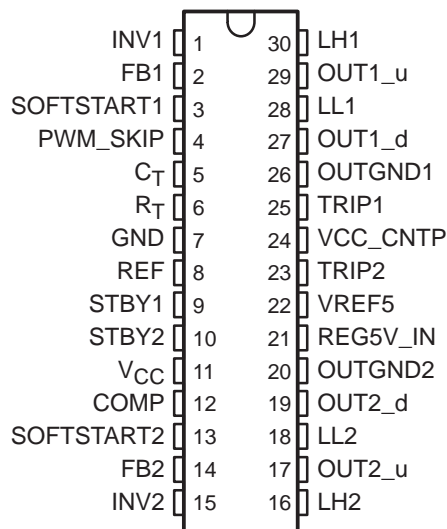 INV1 1 30 LH1
FB1 2 29 OUT1_u
SOFTSTART1 3 28 LL1
PWM_SKIP 4 27 OUT1_d
CT 5 26 OUTGND1
RT 6 25 TRIP1
GND 7 24 VCC_CNTP
REF 8 23 TRIP2
STBY1 9 22 VREF5
STBY2 10 21 REG5V_IN
VCC 11 20 OUTGND2
COMP 12 19 OUT2_d
SOFTSTART2 13 18 LL2
FB2 14 17 OUT2_u
INV2 15 16 LH2